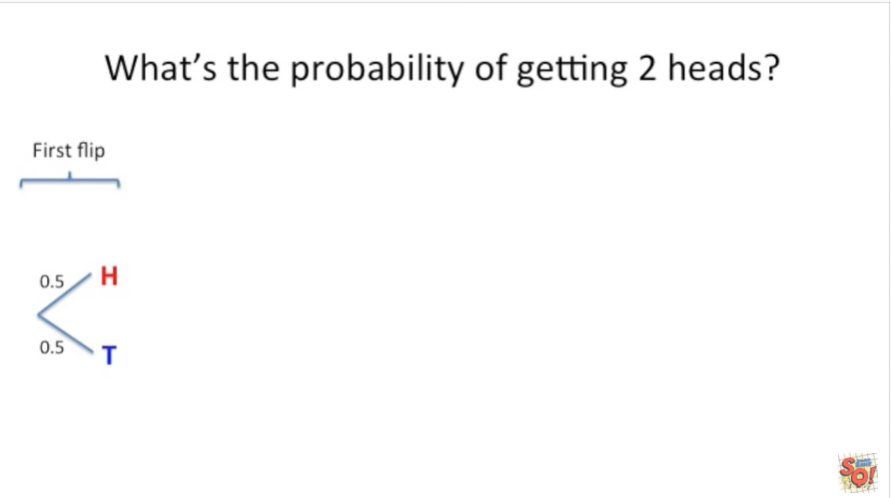 What's the probability of getting 2 heads?
First flip
0.5 H
0.5 T